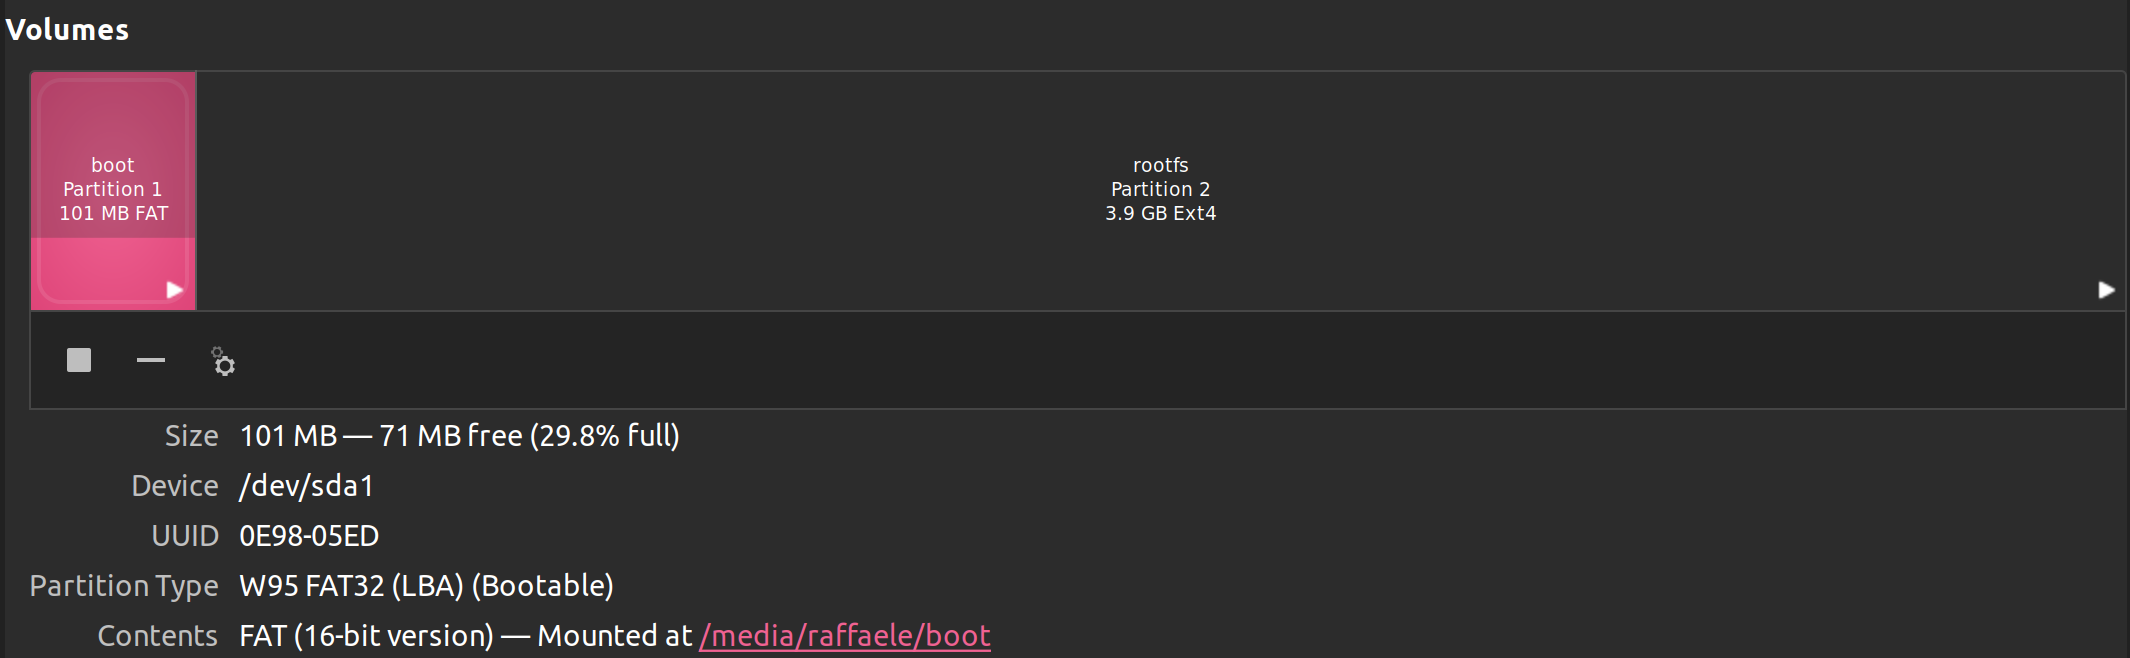 Volumes
boot
Partition 1
101 MB FAT
rootfs
Partition 2
3.9 GB Ext4
Size 101 MB — 71 MB free (29.8% full)
Device /dev/sda1
UUID 0E98-05ED
Partition Type W95 FAT32 (LBA) (Bootable)
Contents FAT (16-bit version) — Mounted at /media/raffaele/boot